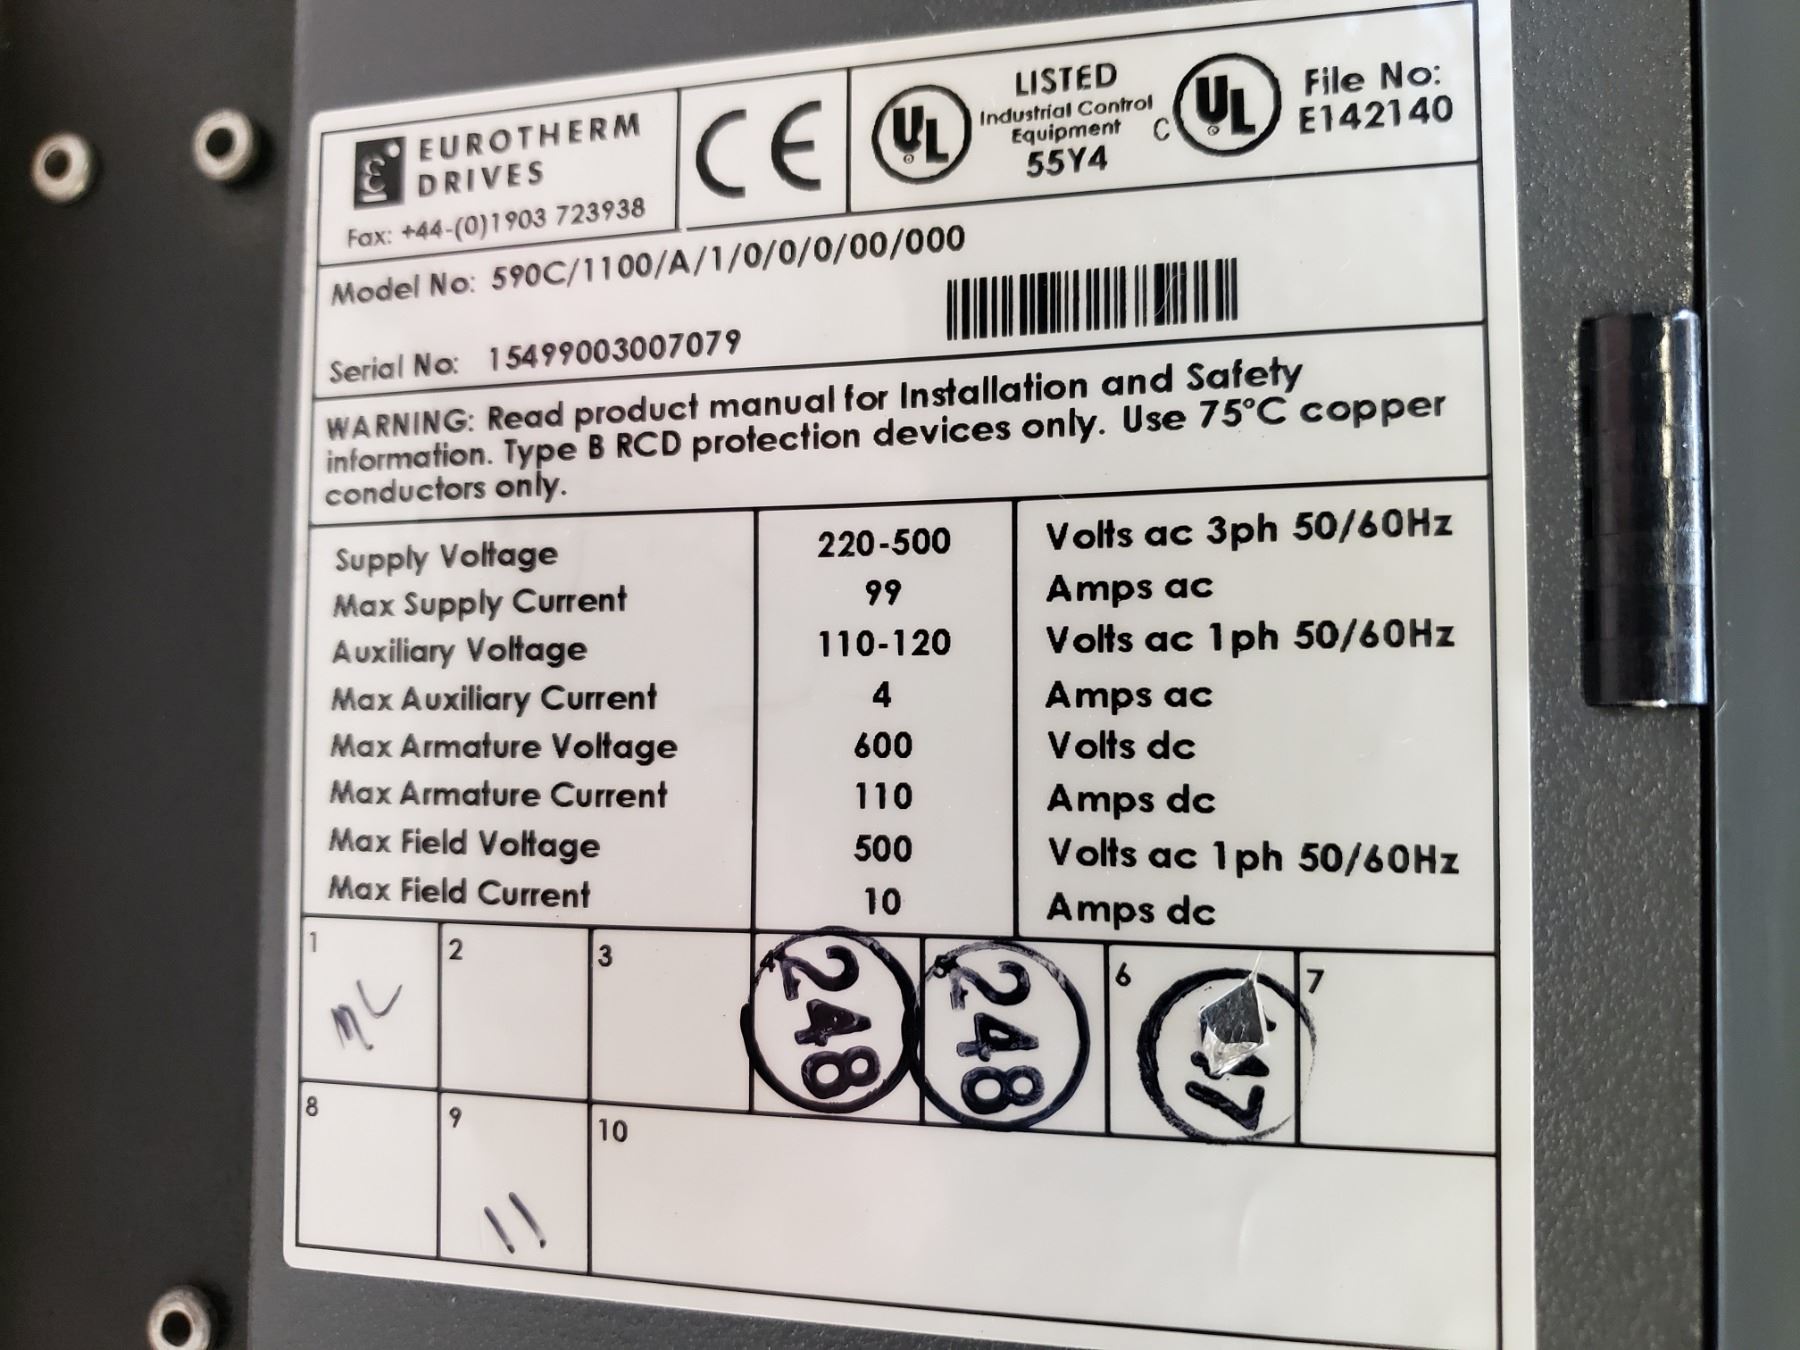 EUROTHERM
DRIVES
Fax: +44-(0)1903 723938
CE
UL
LISTED
Industrial Control
Equipment
55Y4
C UL
File No:
E142140
Model No: 590C/1100/A/1/0/0/0/00/000
Serial No: 15499003007079
WARNING: Read product manual for Installation and Safety
information. Type B RCD protection devices only. Use 75°C copper
conductors only.
Supply Voltage 220-500 Volts ac 3ph 50/60Hz
Max Supply Current 99 Amps ac
Auxiliary Voltage 110-120 Volts ac 1ph 50/60Hz
Max Auxiliary Current 4 Amps ac
Max Armature Voltage 600 Volts dc
Max Armature Current 110 Amps dc
Max Field Voltage 500 Volts ac 1ph 50/60Hz
Max Field Current 10 Amps dc
1 2 3 4 5 6 7
248 248
8 9 10
11